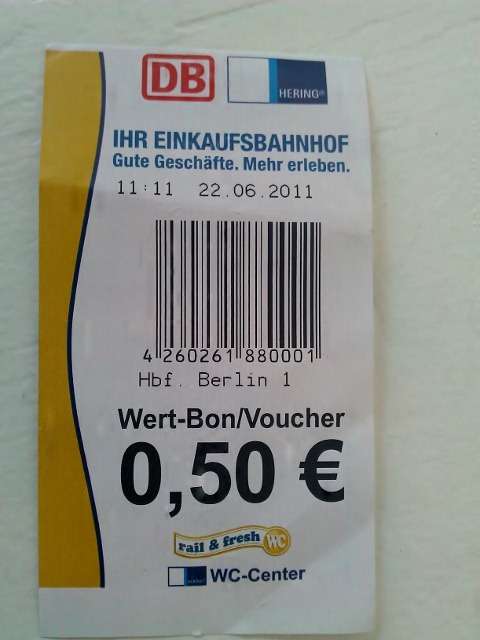 DB HERING
IHR EINKAUFSBAHNHOF
Gute Geschäfte. Mehr erleben.
11:11 22.06.2011
4 260261 880001
Hbf. Berlin 1
Wert-Bon/Voucher
0,50 €
rail & fresh WC
WC-Center